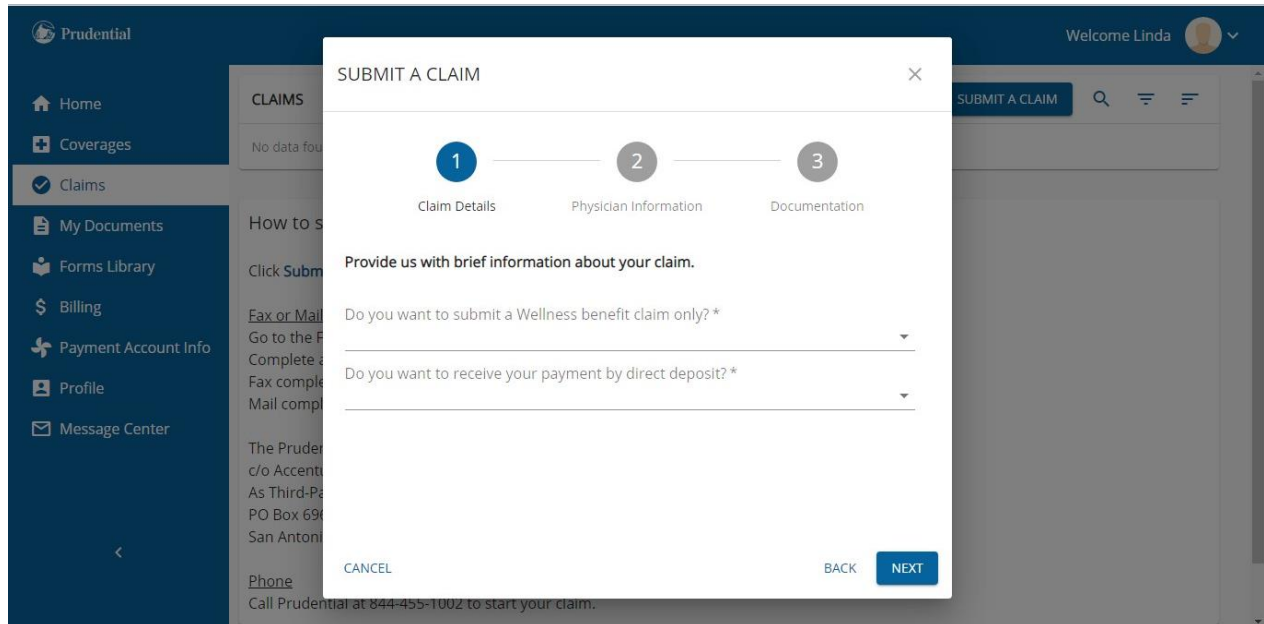 Prudential
Welcome Linda
Home
Coverages
Claims
My Documents
Forms Library
Billing
Payment Account Info
Profile
Message Center
CLAIMS
SUBMIT A CLAIM
No data fou
How to s
Click Subm
Fax or Mail
Go to the F
Complete a
Fax comple
Mail compl
The Pruden
c/o Accentu
As Third-Pa
PO Box 696
San Antoni
Phone
Call Prudential at 844-455-1002 to start your claim.
SUBMIT A CLAIM
1
2
3
Claim Details
Physician Information
Documentation
Provide us with brief information about your claim.
Do you want to submit a Wellness benefit claim only? *
Do you want to receive your payment by direct deposit? *
CANCEL
BACK
NEXT